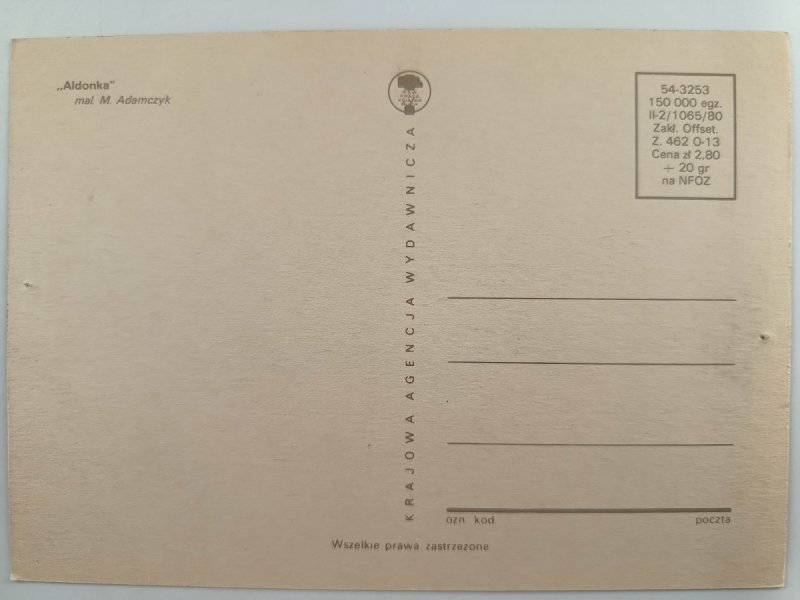 „Aldonka”
mal. M. Adamczyk
KRAJOWA AGENCJA WYDAWNICZA
54-3253
150 000 egz.
II-2/1065/80
Zakł. Offset.
Z. 462 O-13
Cena zł 2,80
+ 20 gr
na NFOZ
ozn kod
poczta
Wszelkie prawa zastrzeżone